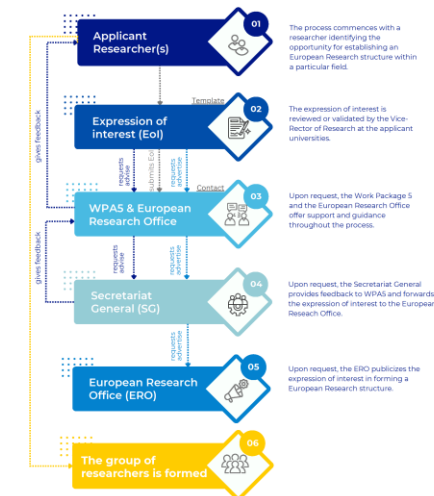 01
Applicant
Researcher(s)
The process commences with a
researcher identifying the
opportunity for establishing an
European Research structure within
a particular field.
Template
02
Expression of
interest (EoI)
The expression of interest is
reviewed or validated by the Vice-
Rector of Research at the applicant
universities.
gives feedback
requests
advise
submits EoI
requests
advertise
Contact
03
WPA5 & European
Research Office
Upon request, the Work Package 5
and the European Research Office
offer support and guidance
throughout the process.
gives feedback
requests
advise
requests
advertise
04
Secretariat
General (SG)
Upon request, the Secretariat General
provides feedback to WPA5 and forwards
the expression of interest to the European
Reseach Office.
requests
advertise
05
European Research
Office (ERO)
Upon request, the ERO publicizes the
expression of interest in forming a
European Research structure.
06
The group of
researchers is formed